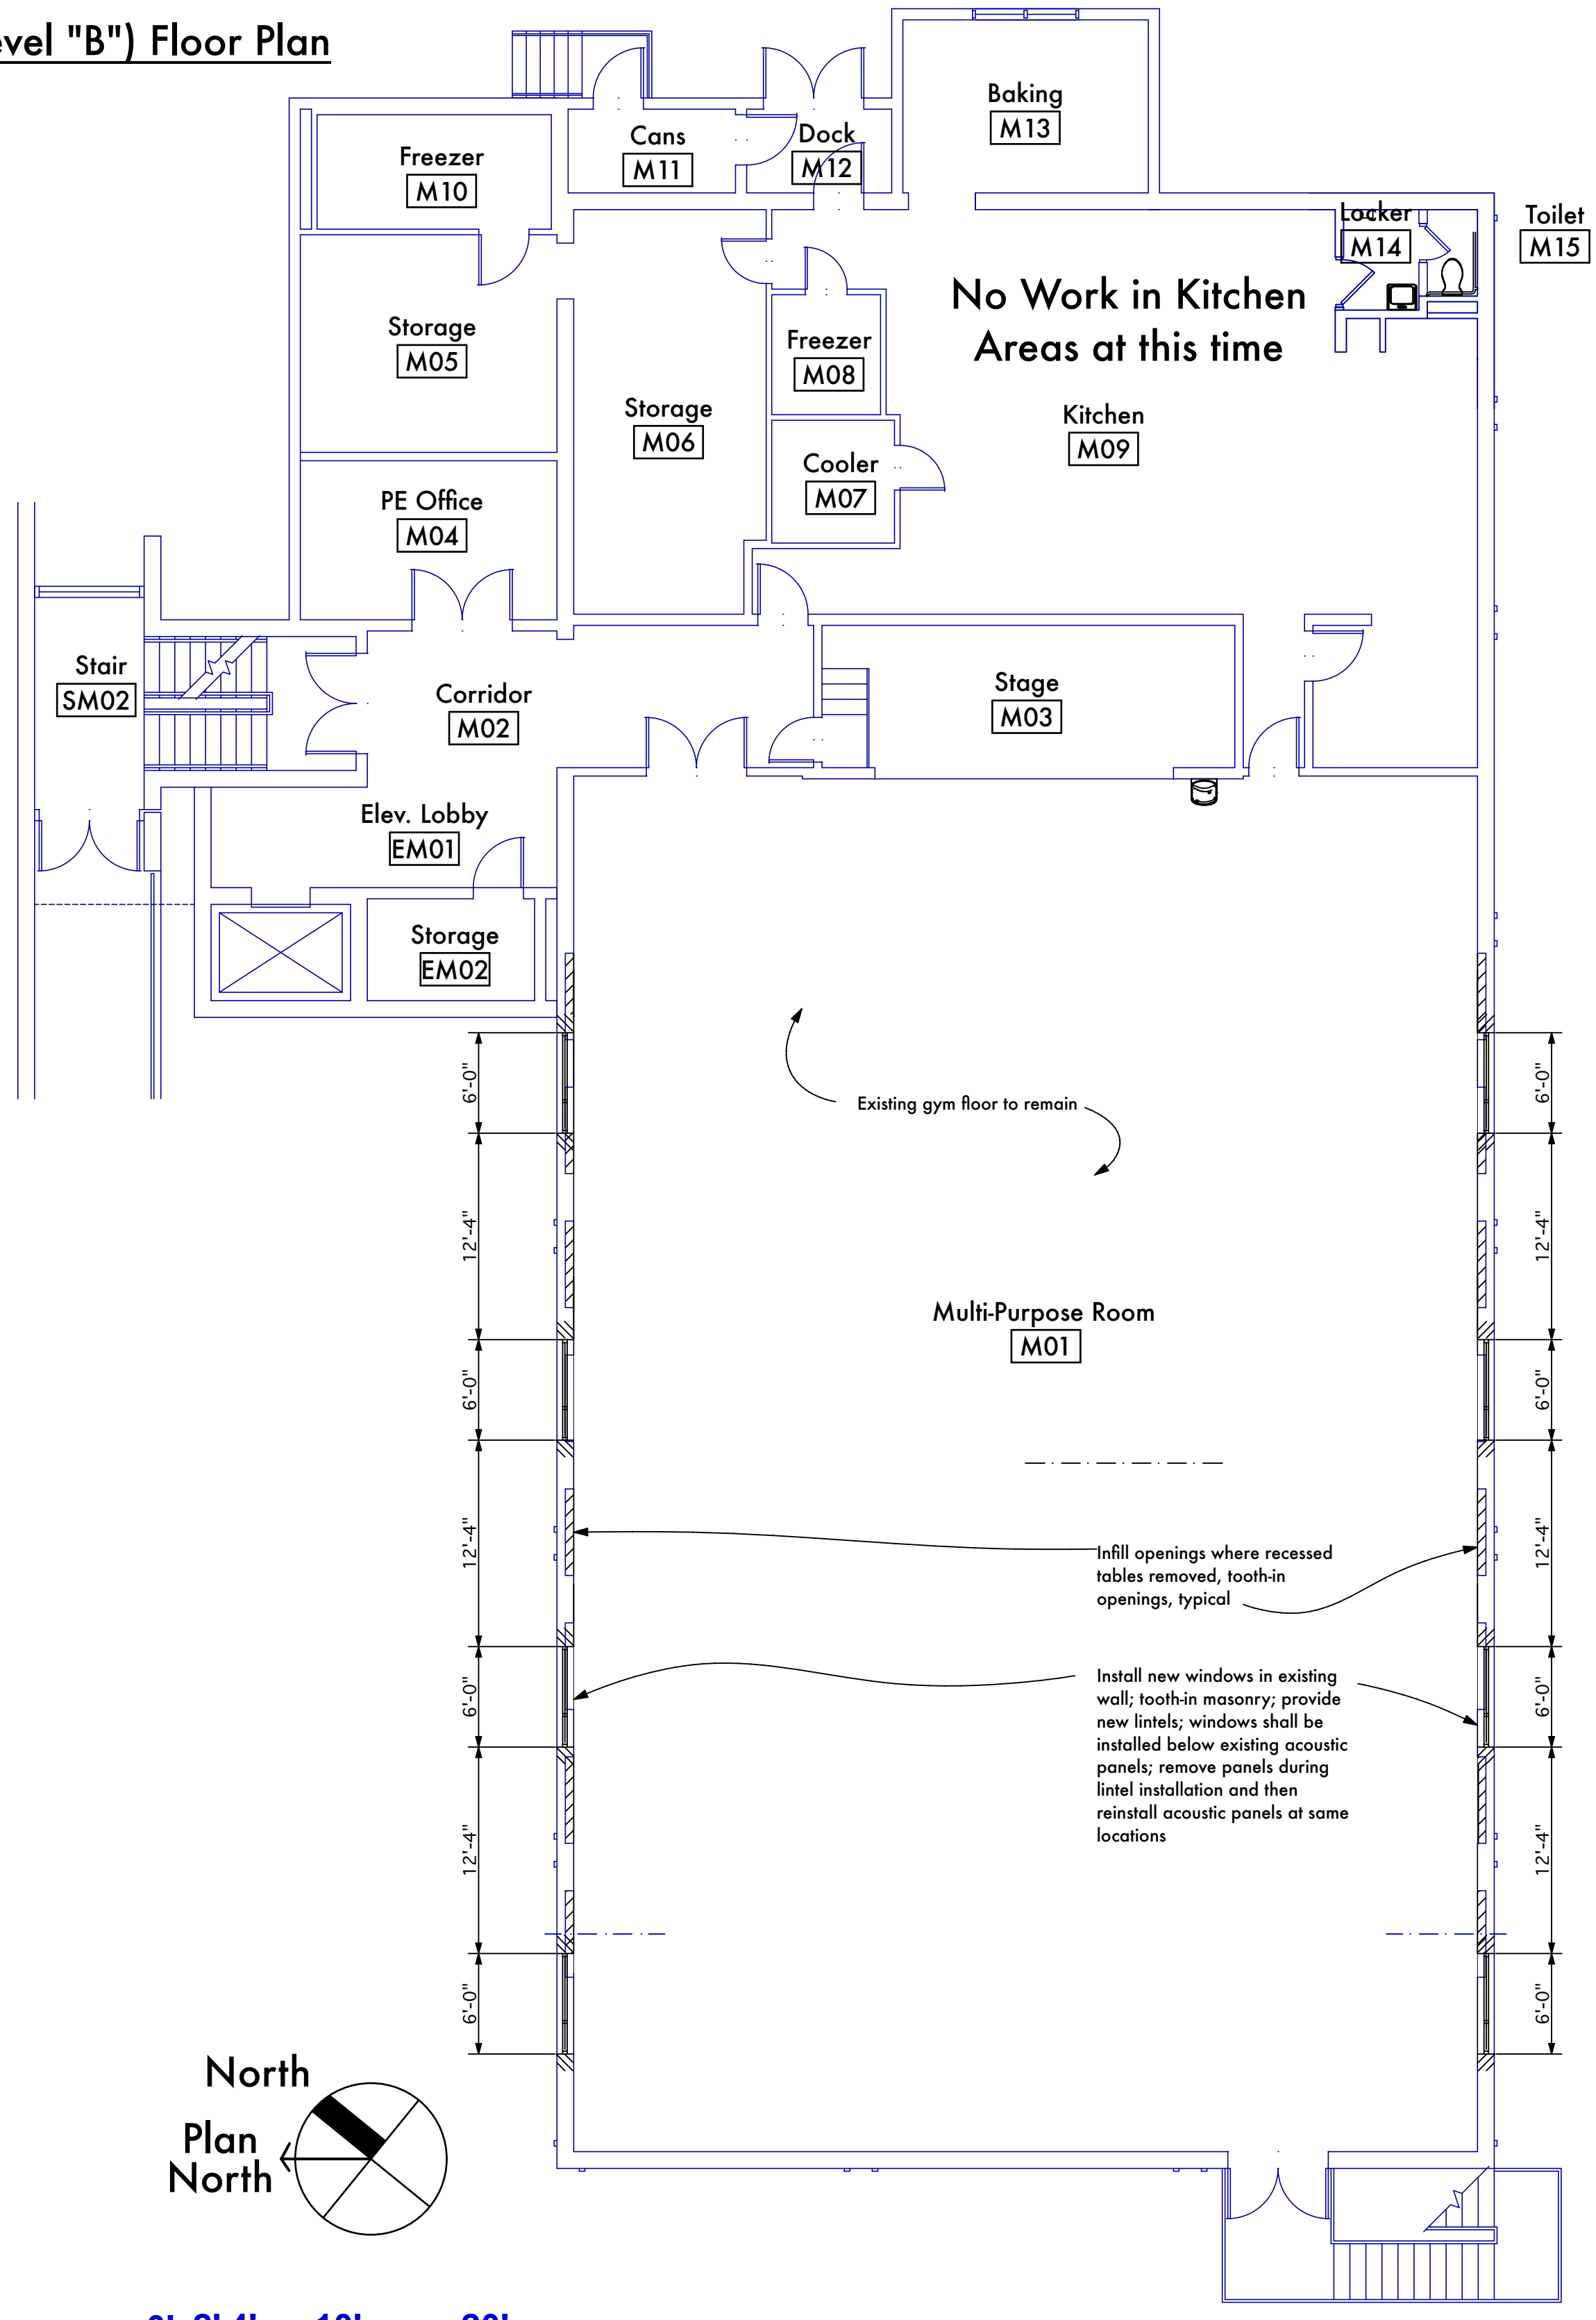 evel "B") Floor Plan
Baking
M13
Cans
M11
Dock
M12
Freezer
M10
Locker
M14
Toilet
M15
No Work in Kitchen
Areas at this time
Storage
M05
Freezer
M08
Storage
M06
Kitchen
M09
Cooler
M07
PE Office
M04
Stair
SM02
Corridor
M02
Stage
M03
Elev. Lobby
EM01
Storage
EM02
6'-0"
6'-0"
Existing gym floor to remain
12'-4"
12'-4"
Multi-Purpose Room
M01
6'-0"
6'-0"
12'-4"
12'-4"
Infill openings where recessed
tables removed, tooth-in
openings, typical
6'-0"
6'-0"
Install new windows in existing
wall; tooth-in masonry; provide
new lintels; windows shall be
installed below existing acoustic
panels; remove panels during
lintel installation and then
reinstall acoustic panels at same
locations
12'-4"
12'-4"
6'-0"
6'-0"
North
Plan
North